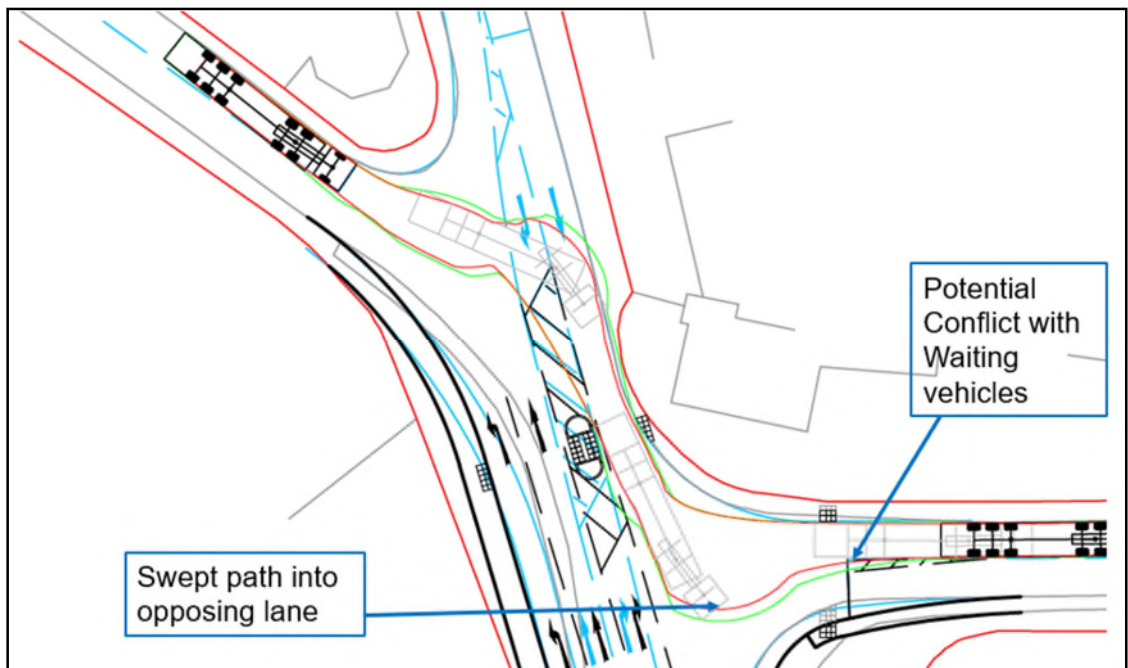 Potential
Conflict with
Waiting
vehicles
Swept path into
opposing lane